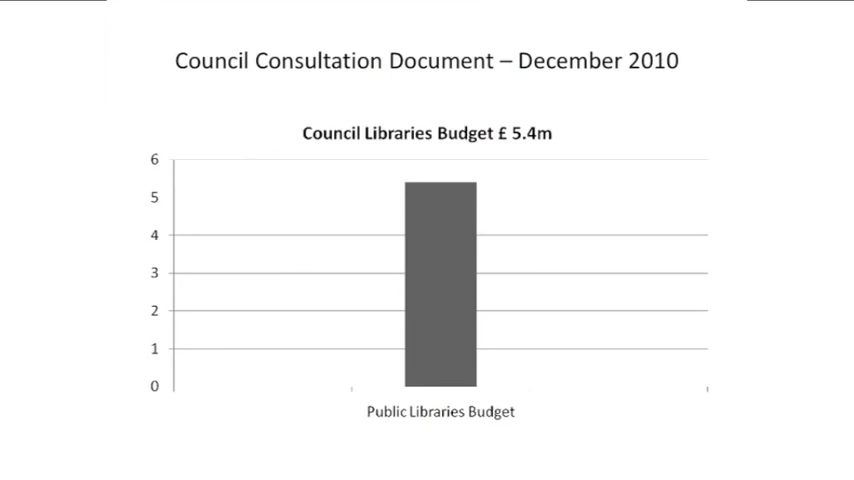 Council Consultation Document – December 2010
Council Libraries Budget £ 5.4m
6
5
4
3
2
1
0
Public Libraries Budget